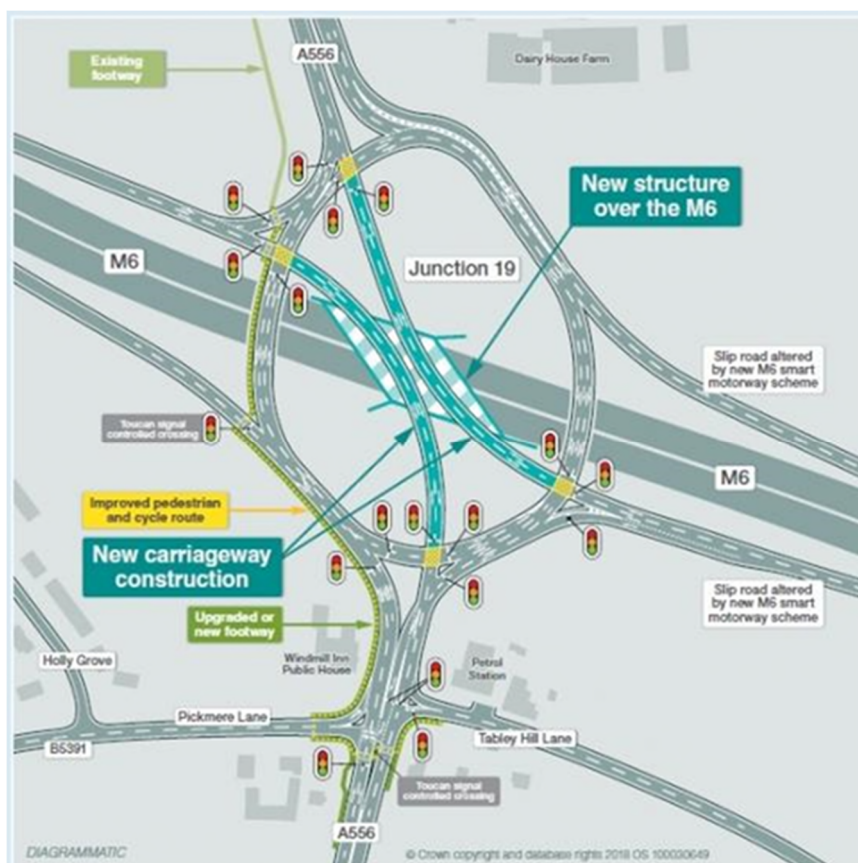 A556
Existing
footway
Dairy House Farm
New structure
over the M6
M6
Junction 19
Slip road altered
by new M6 smart
motorway scheme
Toucan signal
controlled crossing
M6
Improved pedestrian
and cycle route
New carriageway
construction
Slip road altered
by new M6 smart
motorway scheme
Upgraded or
new footway
Windmill Inn
Public House
Petrol
Station
Holly Grove
Pickmere Lane
Tabley Hill Lane
B5391
Toucan signal
controlled crossing
A556
DIAGRAMMATIC
© Crown copyright and database rights 2018 OS 100030649